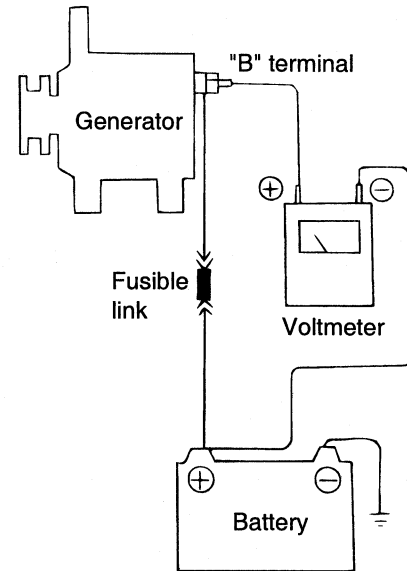 "B" terminal
Generator
+
−
Fusible
link
Voltmeter
+
−
Battery